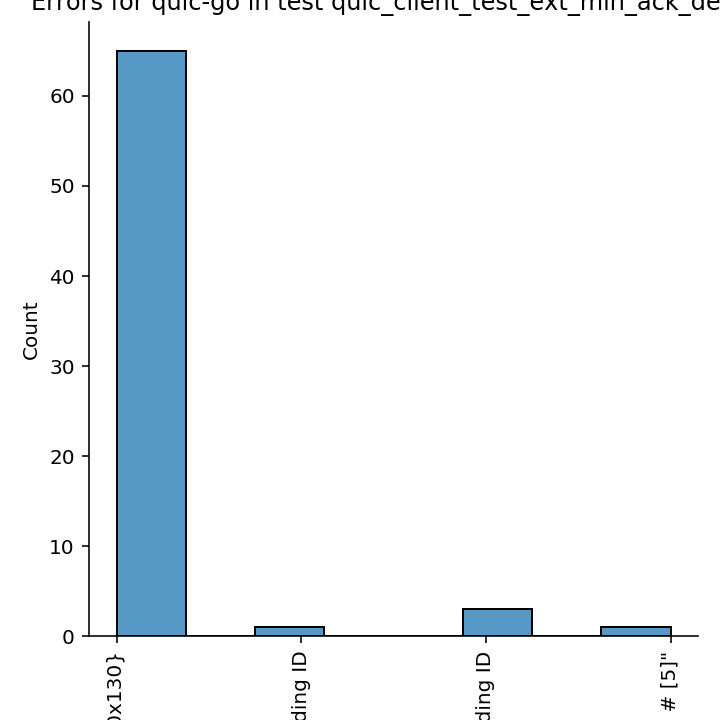 Errors for quic-go in test quic_client_test_ext_min_ack_de
Count
60
50
40
30
20
10
0
0x130}
ding ID
ding ID
# [5]"